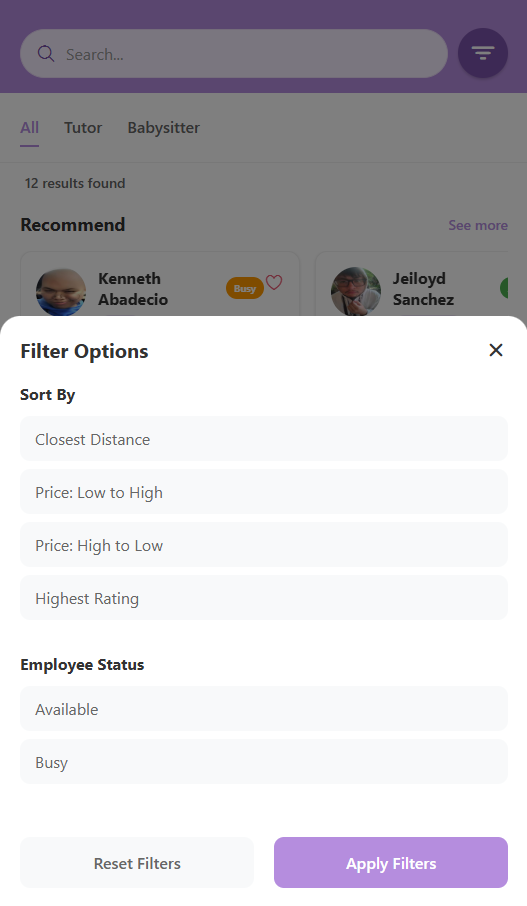 Search...
All
Tutor
Babysitter
12 results found
Recommend
See more
Kenneth
Abadecio
Busy
Jeiloyd
Sanchez
Filter Options
Sort By
Closest Distance
Price: Low to High
Price: High to Low
Highest Rating
Employee Status
Available
Busy
Reset Filters
Apply Filters